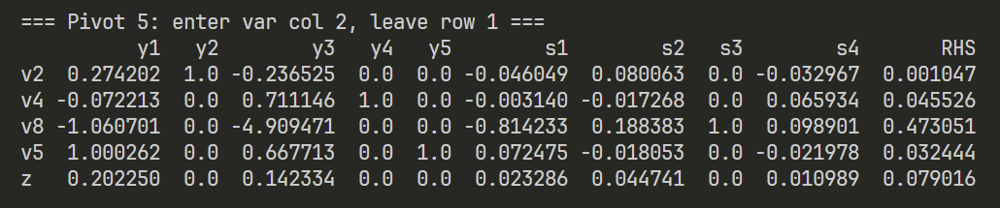 === Pivot 5: enter var col 2, leave row 1 ===
y1 y2 y3 y4 y5 s1 s2 s3 s4 RHS
v2 0.274202 1.0 -0.236525 0.0 0.0 -0.046049 0.080063 0.0 -0.032967 0.001047
v4 -0.072213 0.0 0.711146 1.0 0.0 -0.003140 -0.017268 0.0 0.065934 0.045526
v8 -1.060701 0.0 -4.909471 0.0 0.0 -0.814233 0.188383 1.0 0.098901 0.473051
v5 1.000262 0.0 0.667713 0.0 1.0 0.072475 -0.018053 0.0 -0.021978 0.032444
z 0.202250 0.0 0.142334 0.0 0.0 0.023286 0.044741 0.0 0.010989 0.079016